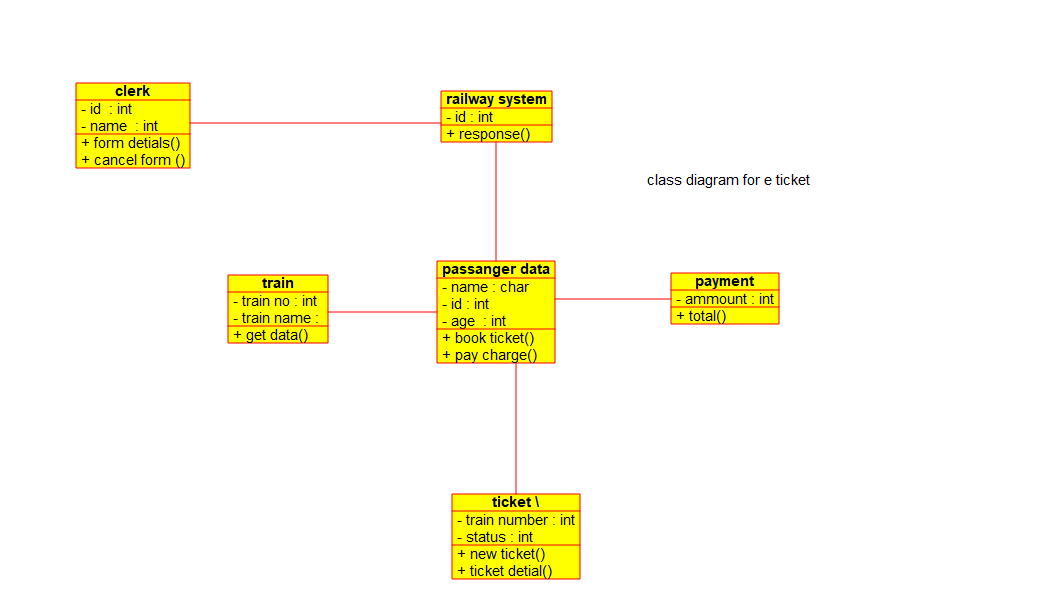 clerk
- id : int
- name : int
+ form detials()
+ cancel form ()
railway system
- id : int
+ response()
class diagram for e ticket
train
- train no : int
- train name :
+ get data()
passanger data
- name : char
- id : int
- age : int
+ book ticket()
+ pay charge()
payment
- ammount : int
+ total()
ticket \
- train number : int
- status : int
+ new ticket()
+ ticket detial()